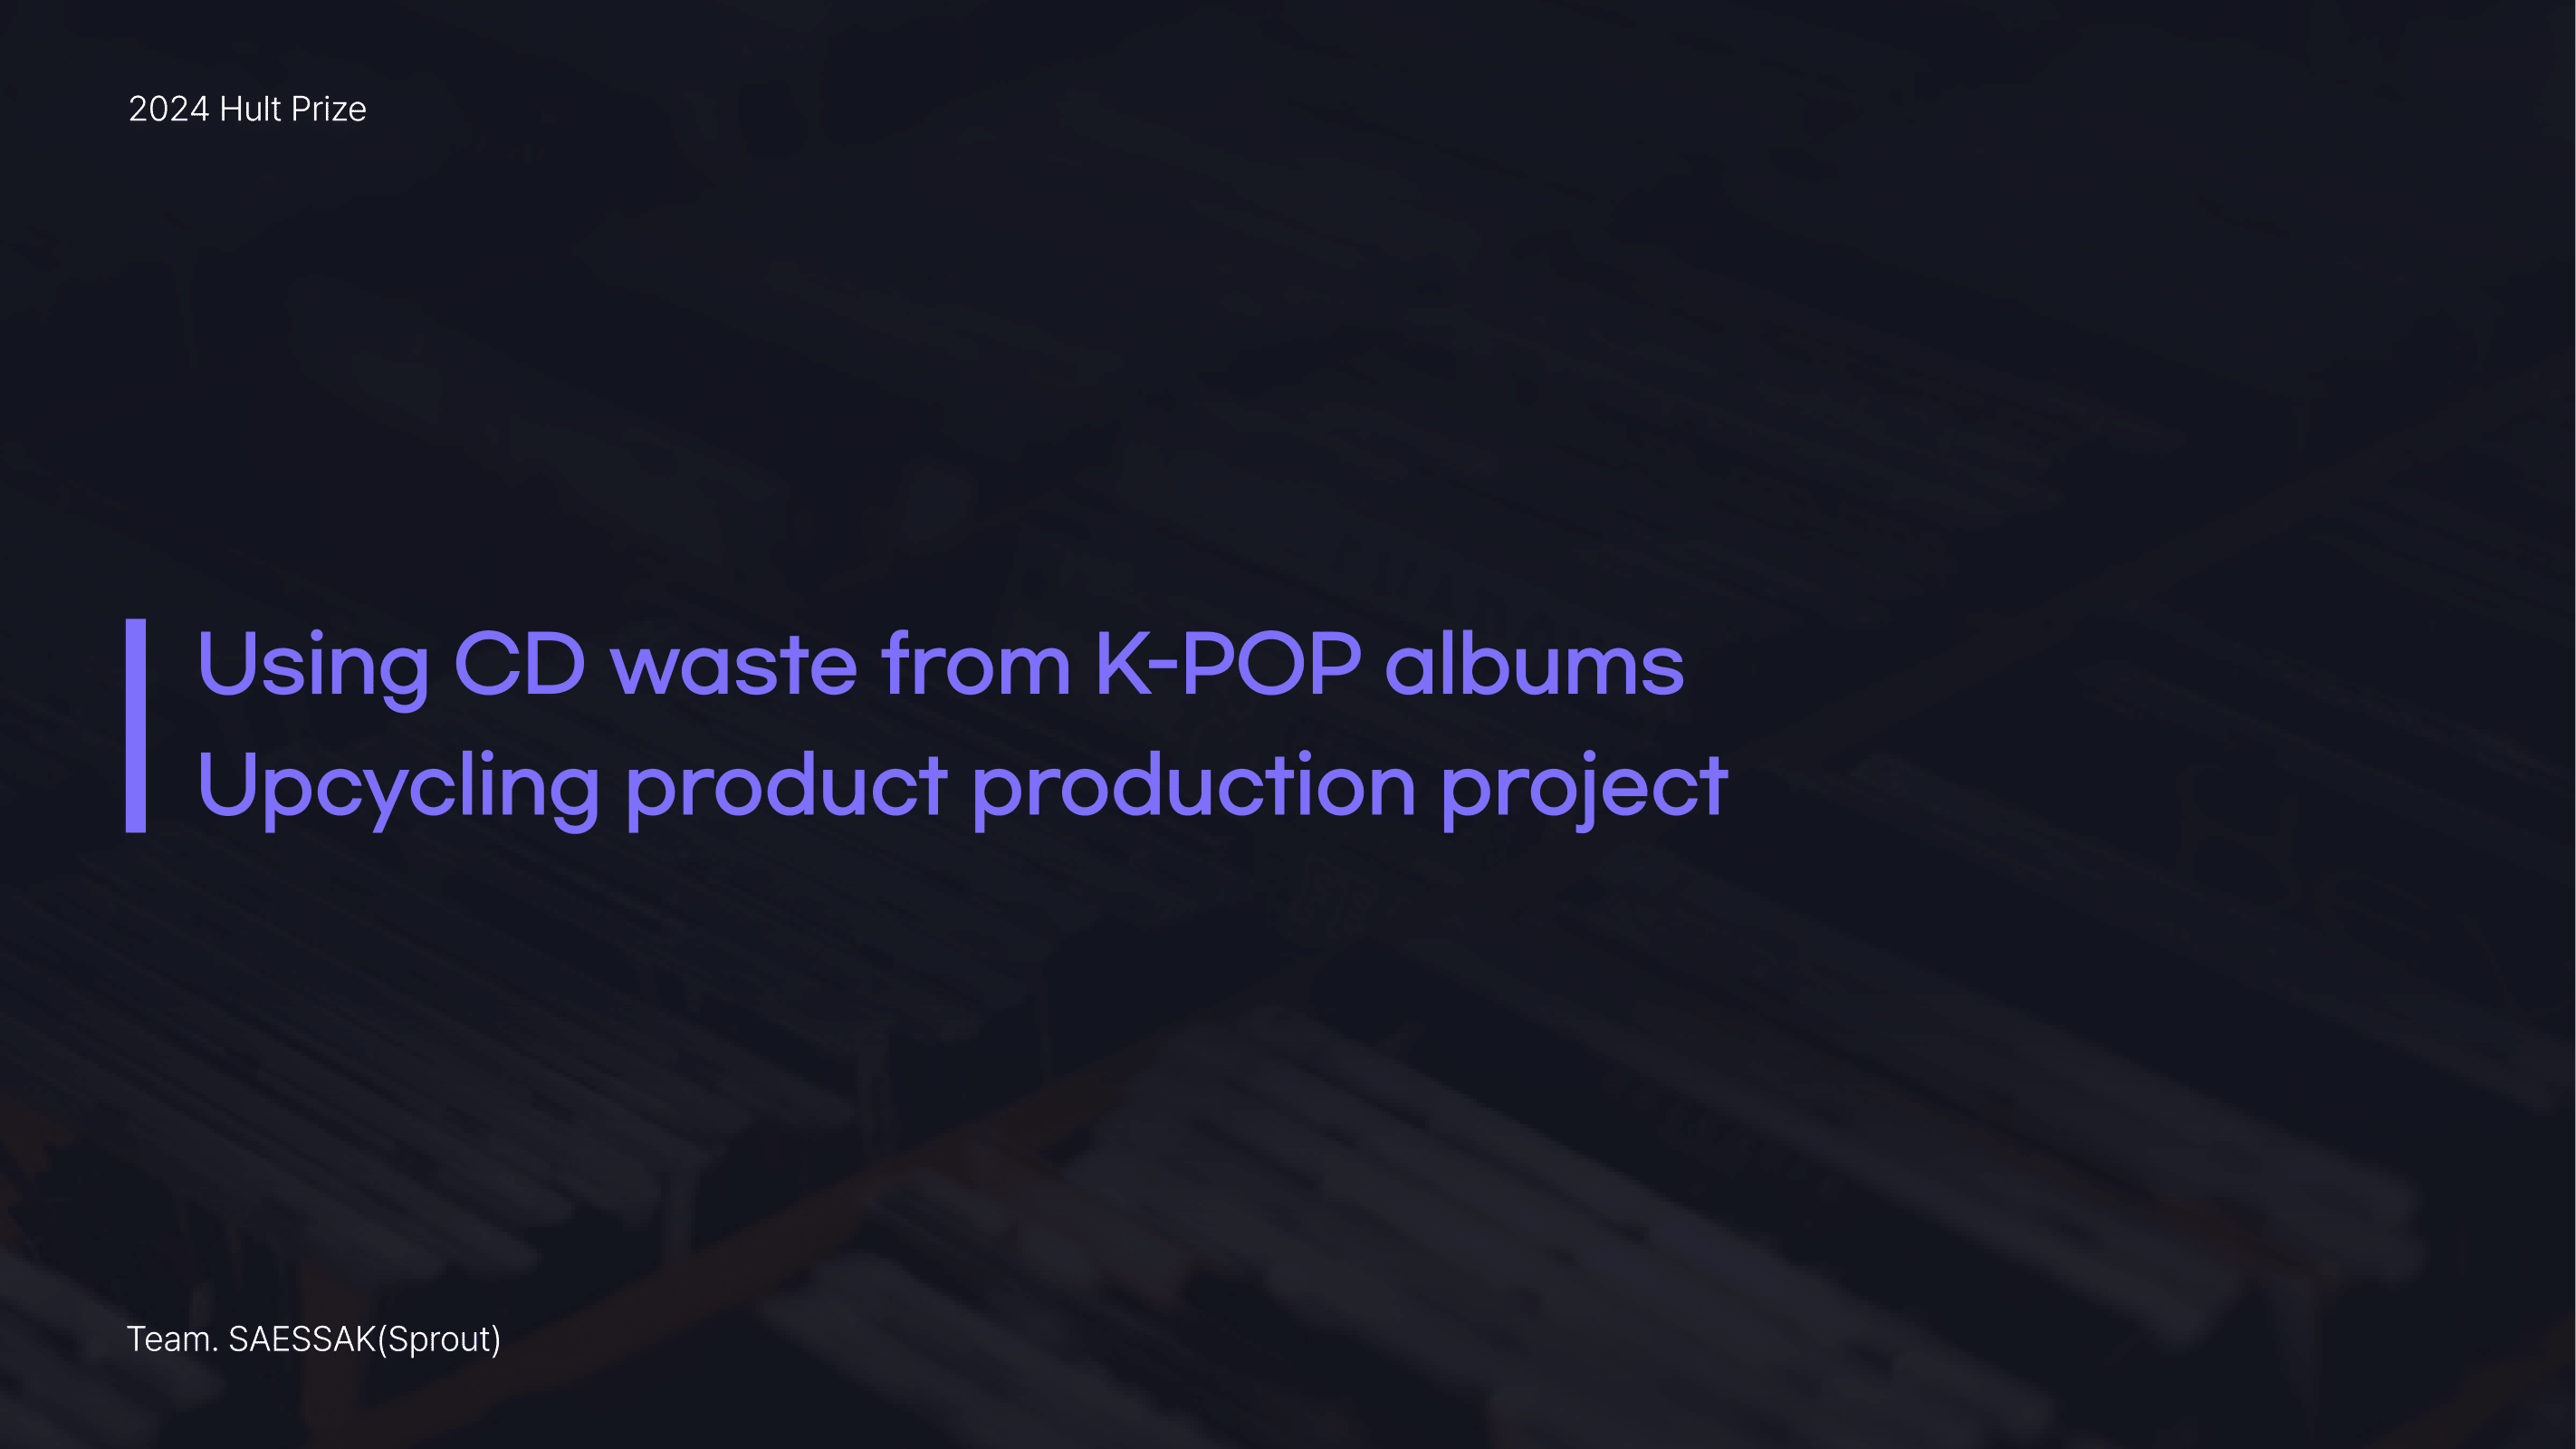 2024 Hult Prize
Using CD waste from K-POP albums
Upcycling product production project
Team. SAESSAK(Sprout)